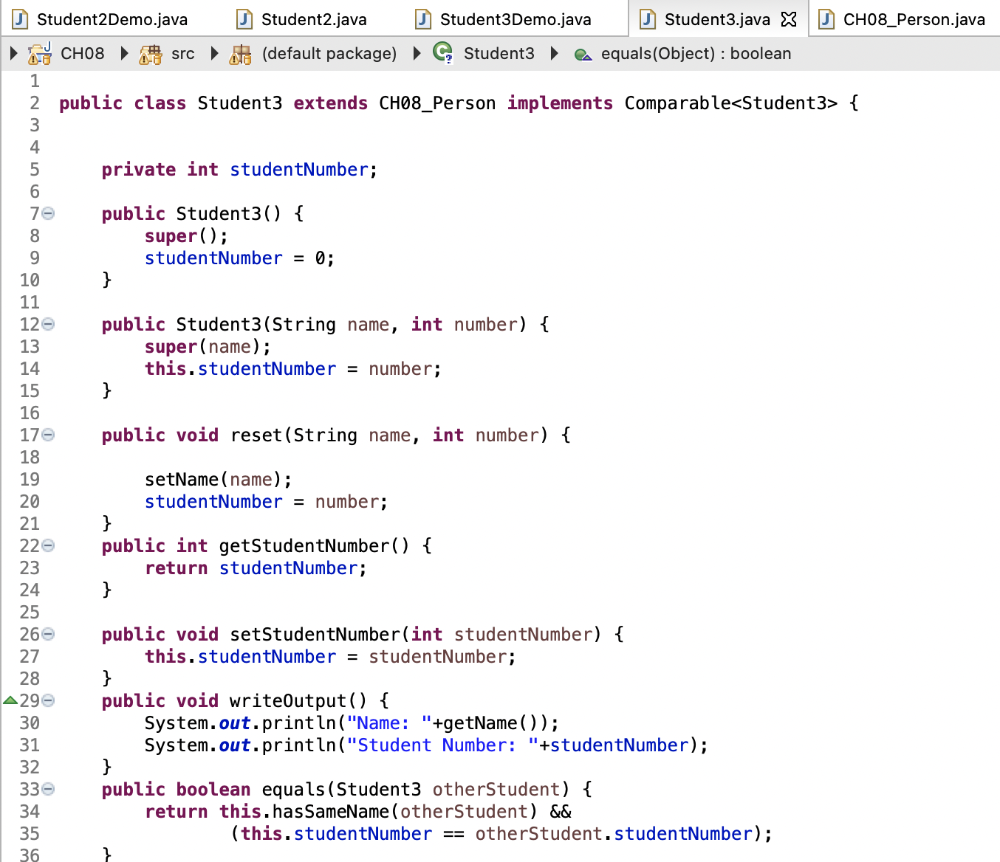 Student2Demo.java Student2.java Student3Demo.java Student3.java CH08_Person.java
CH08 src (default package) Student3 equals(Object) : boolean
1
2 public class Student3 extends CH08_Person implements Comparable<Student3> {
3
4
5     private int studentNumber;
6
7     public Student3() {
8         super();
9         studentNumber = 0;
10     }
11
12     public Student3(String name, int number) {
13         super(name);
14         this.studentNumber = number;
15     }
16
17     public void reset(String name, int number) {
18
19         setName(name);
20         studentNumber = number;
21     }
22     public int getStudentNumber() {
23         return studentNumber;
24     }
25
26     public void setStudentNumber(int studentNumber) {
27         this.studentNumber = studentNumber;
28     }
29     public void writeOutput() {
30         System.out.println("Name: "+getName());
31         System.out.println("Student Number: "+studentNumber);
32     }
33     public boolean equals(Student3 otherStudent) {
34         return this.hasSameName(otherStudent) &&
35                 (this.studentNumber == otherStudent.studentNumber);
36     }